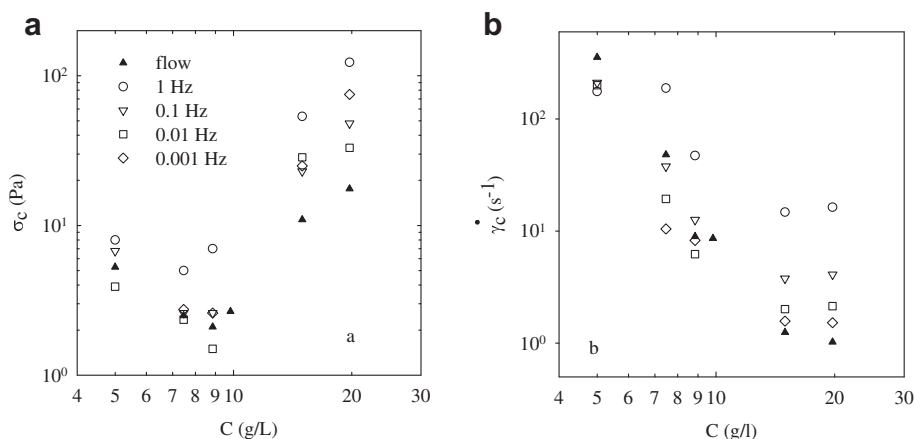 a
10²
10¹
10⁰
σc (Pa)
flow
1 Hz
0.1 Hz
0.01 Hz
0.001 Hz
a
4 5 6 7 8 9 10 20 30
C (g/L)
b
10²
10¹
10⁰
γ̇c (s⁻¹)
b
4 5 6 7 8 9 10 20 30
C (g/l)